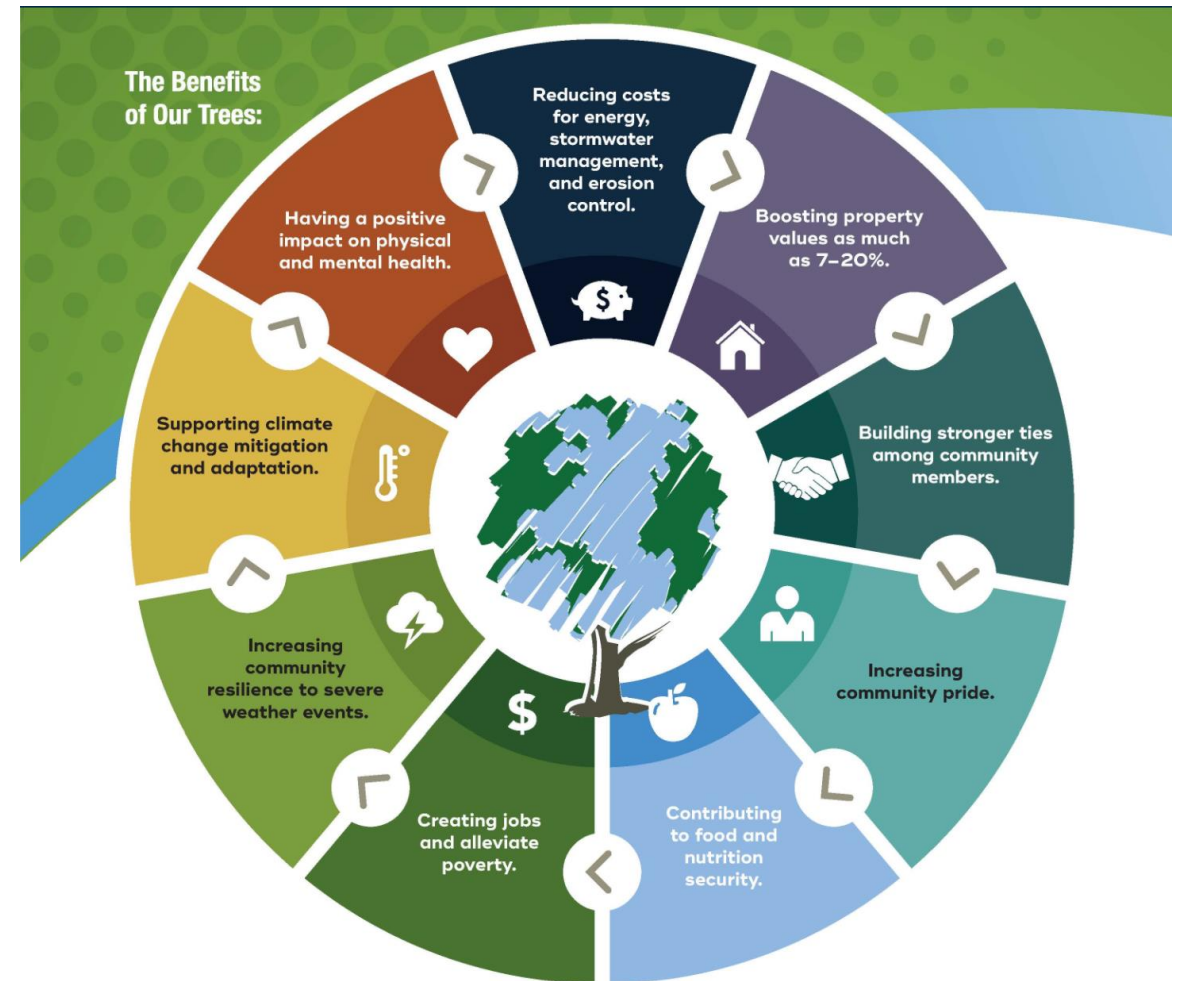 The Benefits
of Our Trees:
Reducing costs
for energy,
stormwater
management,
and erosion
control.
$
Boosting property
values as much
as 7–20%.
Building stronger ties
among community
members.
Increasing
community pride.
Contributing
to food and
nutrition
security.
Creating jobs
and alleviate
poverty.
$
Increasing
community
resilience to severe
weather events.
Supporting climate
change mitigation
and adaptation.
Having a positive
impact on physical
and mental health.